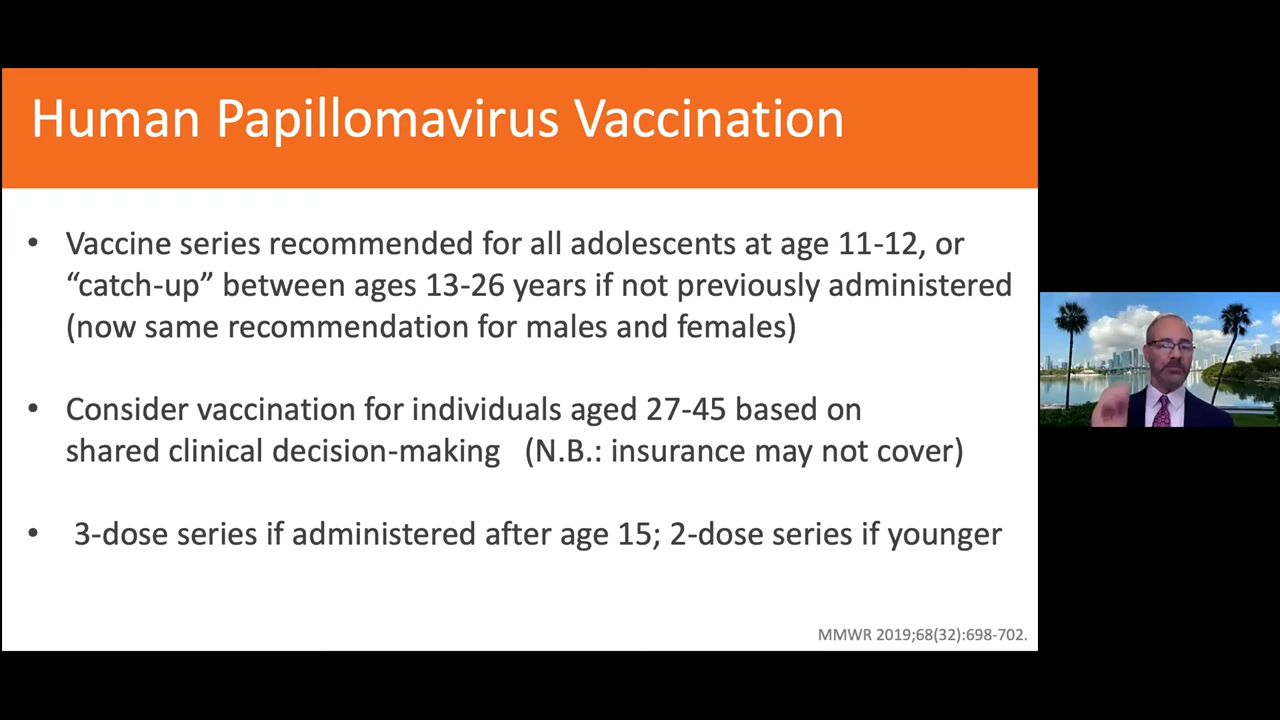 Human Papillomavirus Vaccination
• Vaccine series recommended for all adolescents at age 11-12, or
“catch-up” between ages 13-26 years if not previously administered
(now same recommendation for males and females)
• Consider vaccination for individuals aged 27-45 based on
shared clinical decision-making (N.B.: insurance may not cover)
• 3-dose series if administered after age 15; 2-dose series if younger
MMWR 2019;68(32):698-702.